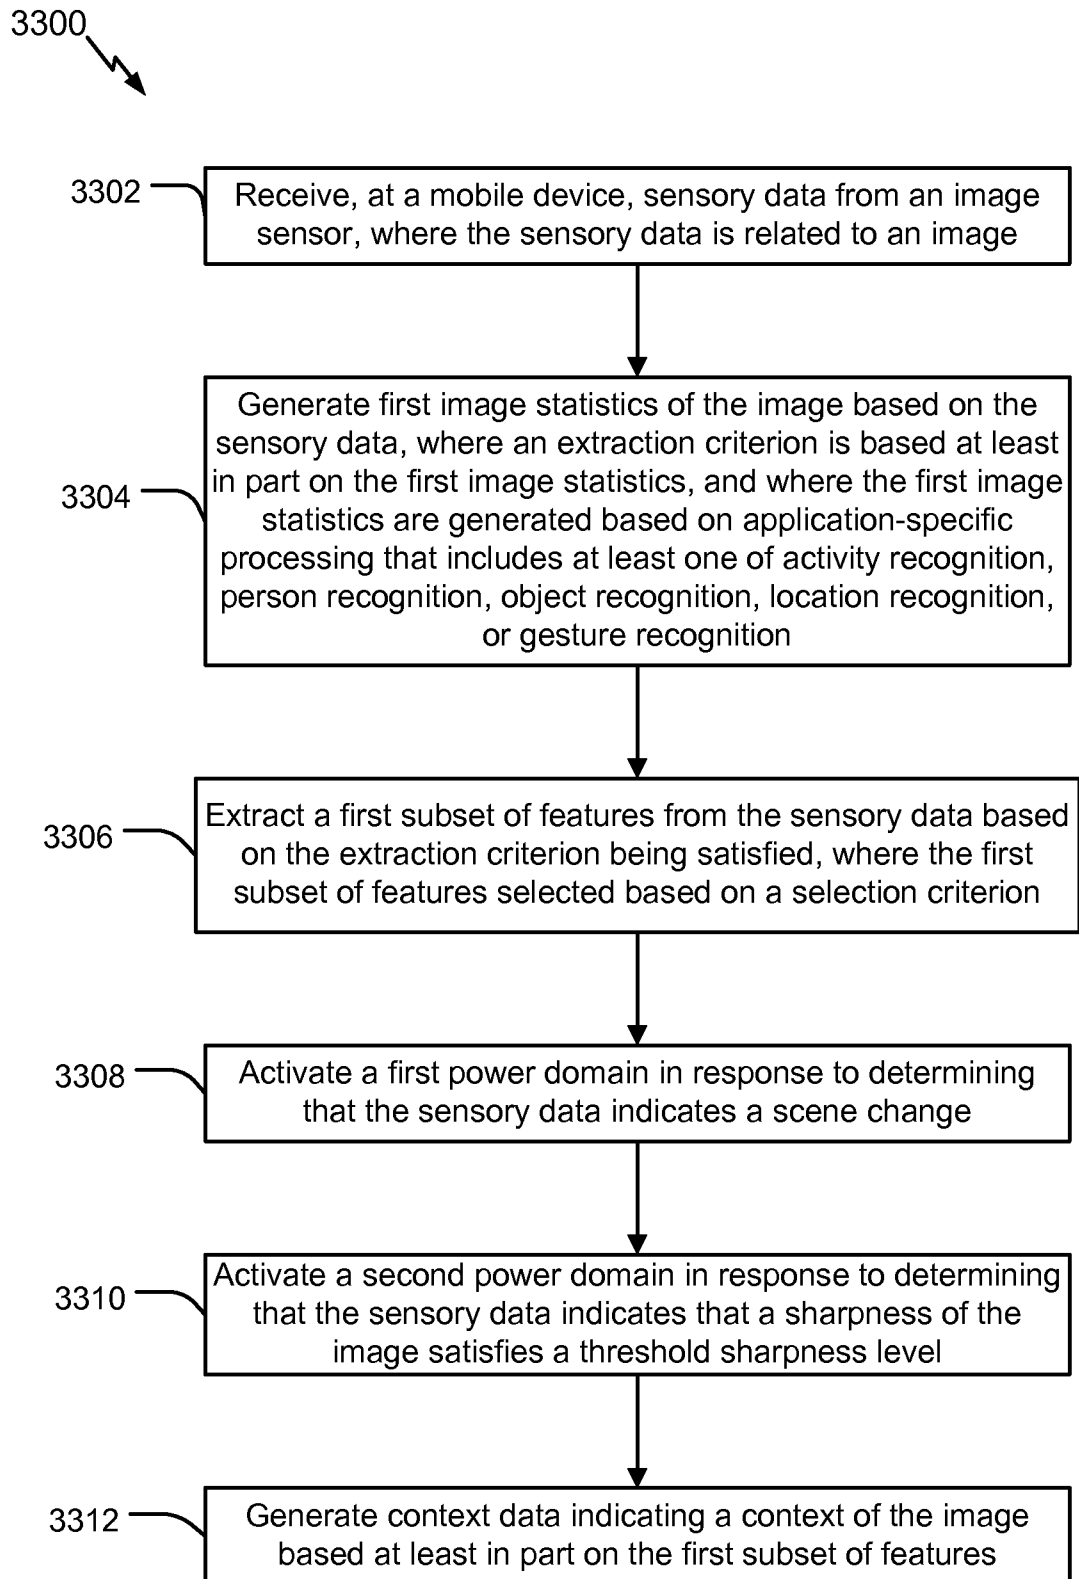 3300
3302
Receive, at a mobile device, sensory data from an image
sensor, where the sensory data is related to an image
3304
Generate first image statistics of the image based on the
sensory data, where an extraction criterion is based at least
in part on the first image statistics, and where the first image
statistics are generated based on application-specific
processing that includes at least one of activity recognition,
person recognition, object recognition, location recognition,
or gesture recognition
3306
Extract a first subset of features from the sensory data based
on the extraction criterion being satisfied, where the first
subset of features selected based on a selection criterion
3308
Activate a first power domain in response to determining
that the sensory data indicates a scene change
3310
Activate a second power domain in response to determining
that the sensory data indicates that a sharpness of the
image satisfies a threshold sharpness level
3312
Generate context data indicating a context of the image
based at least in part on the first subset of features